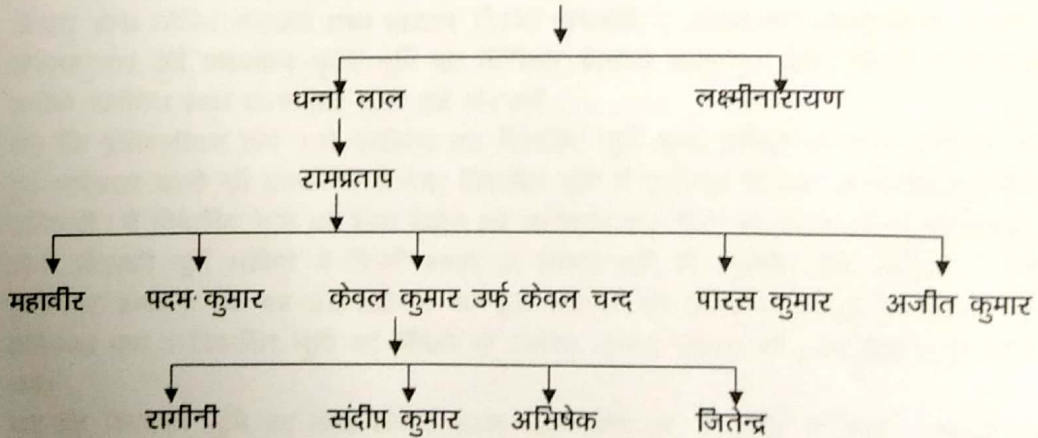 धन्ना लाल लक्ष्मीनारायण
रामप्रताप
महावीर पदम कुमार केवल कुमार उर्फ केवल चन्द पारस कुमार अजीत कुमार
रागीनी संदीप कुमार अभिषेक जितेन्द्र